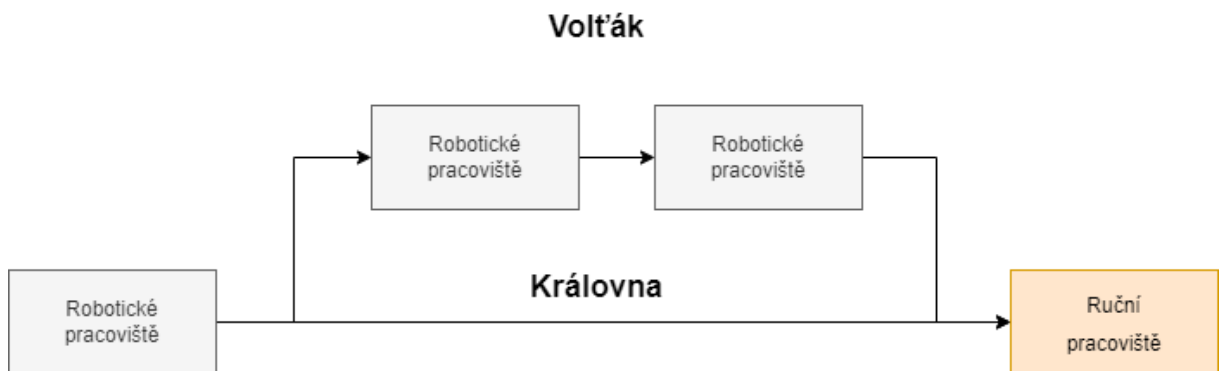 Volťák
Robotické
pracoviště
Robotické
pracoviště
Královna
Robotické
pracoviště
Ruční
pracoviště